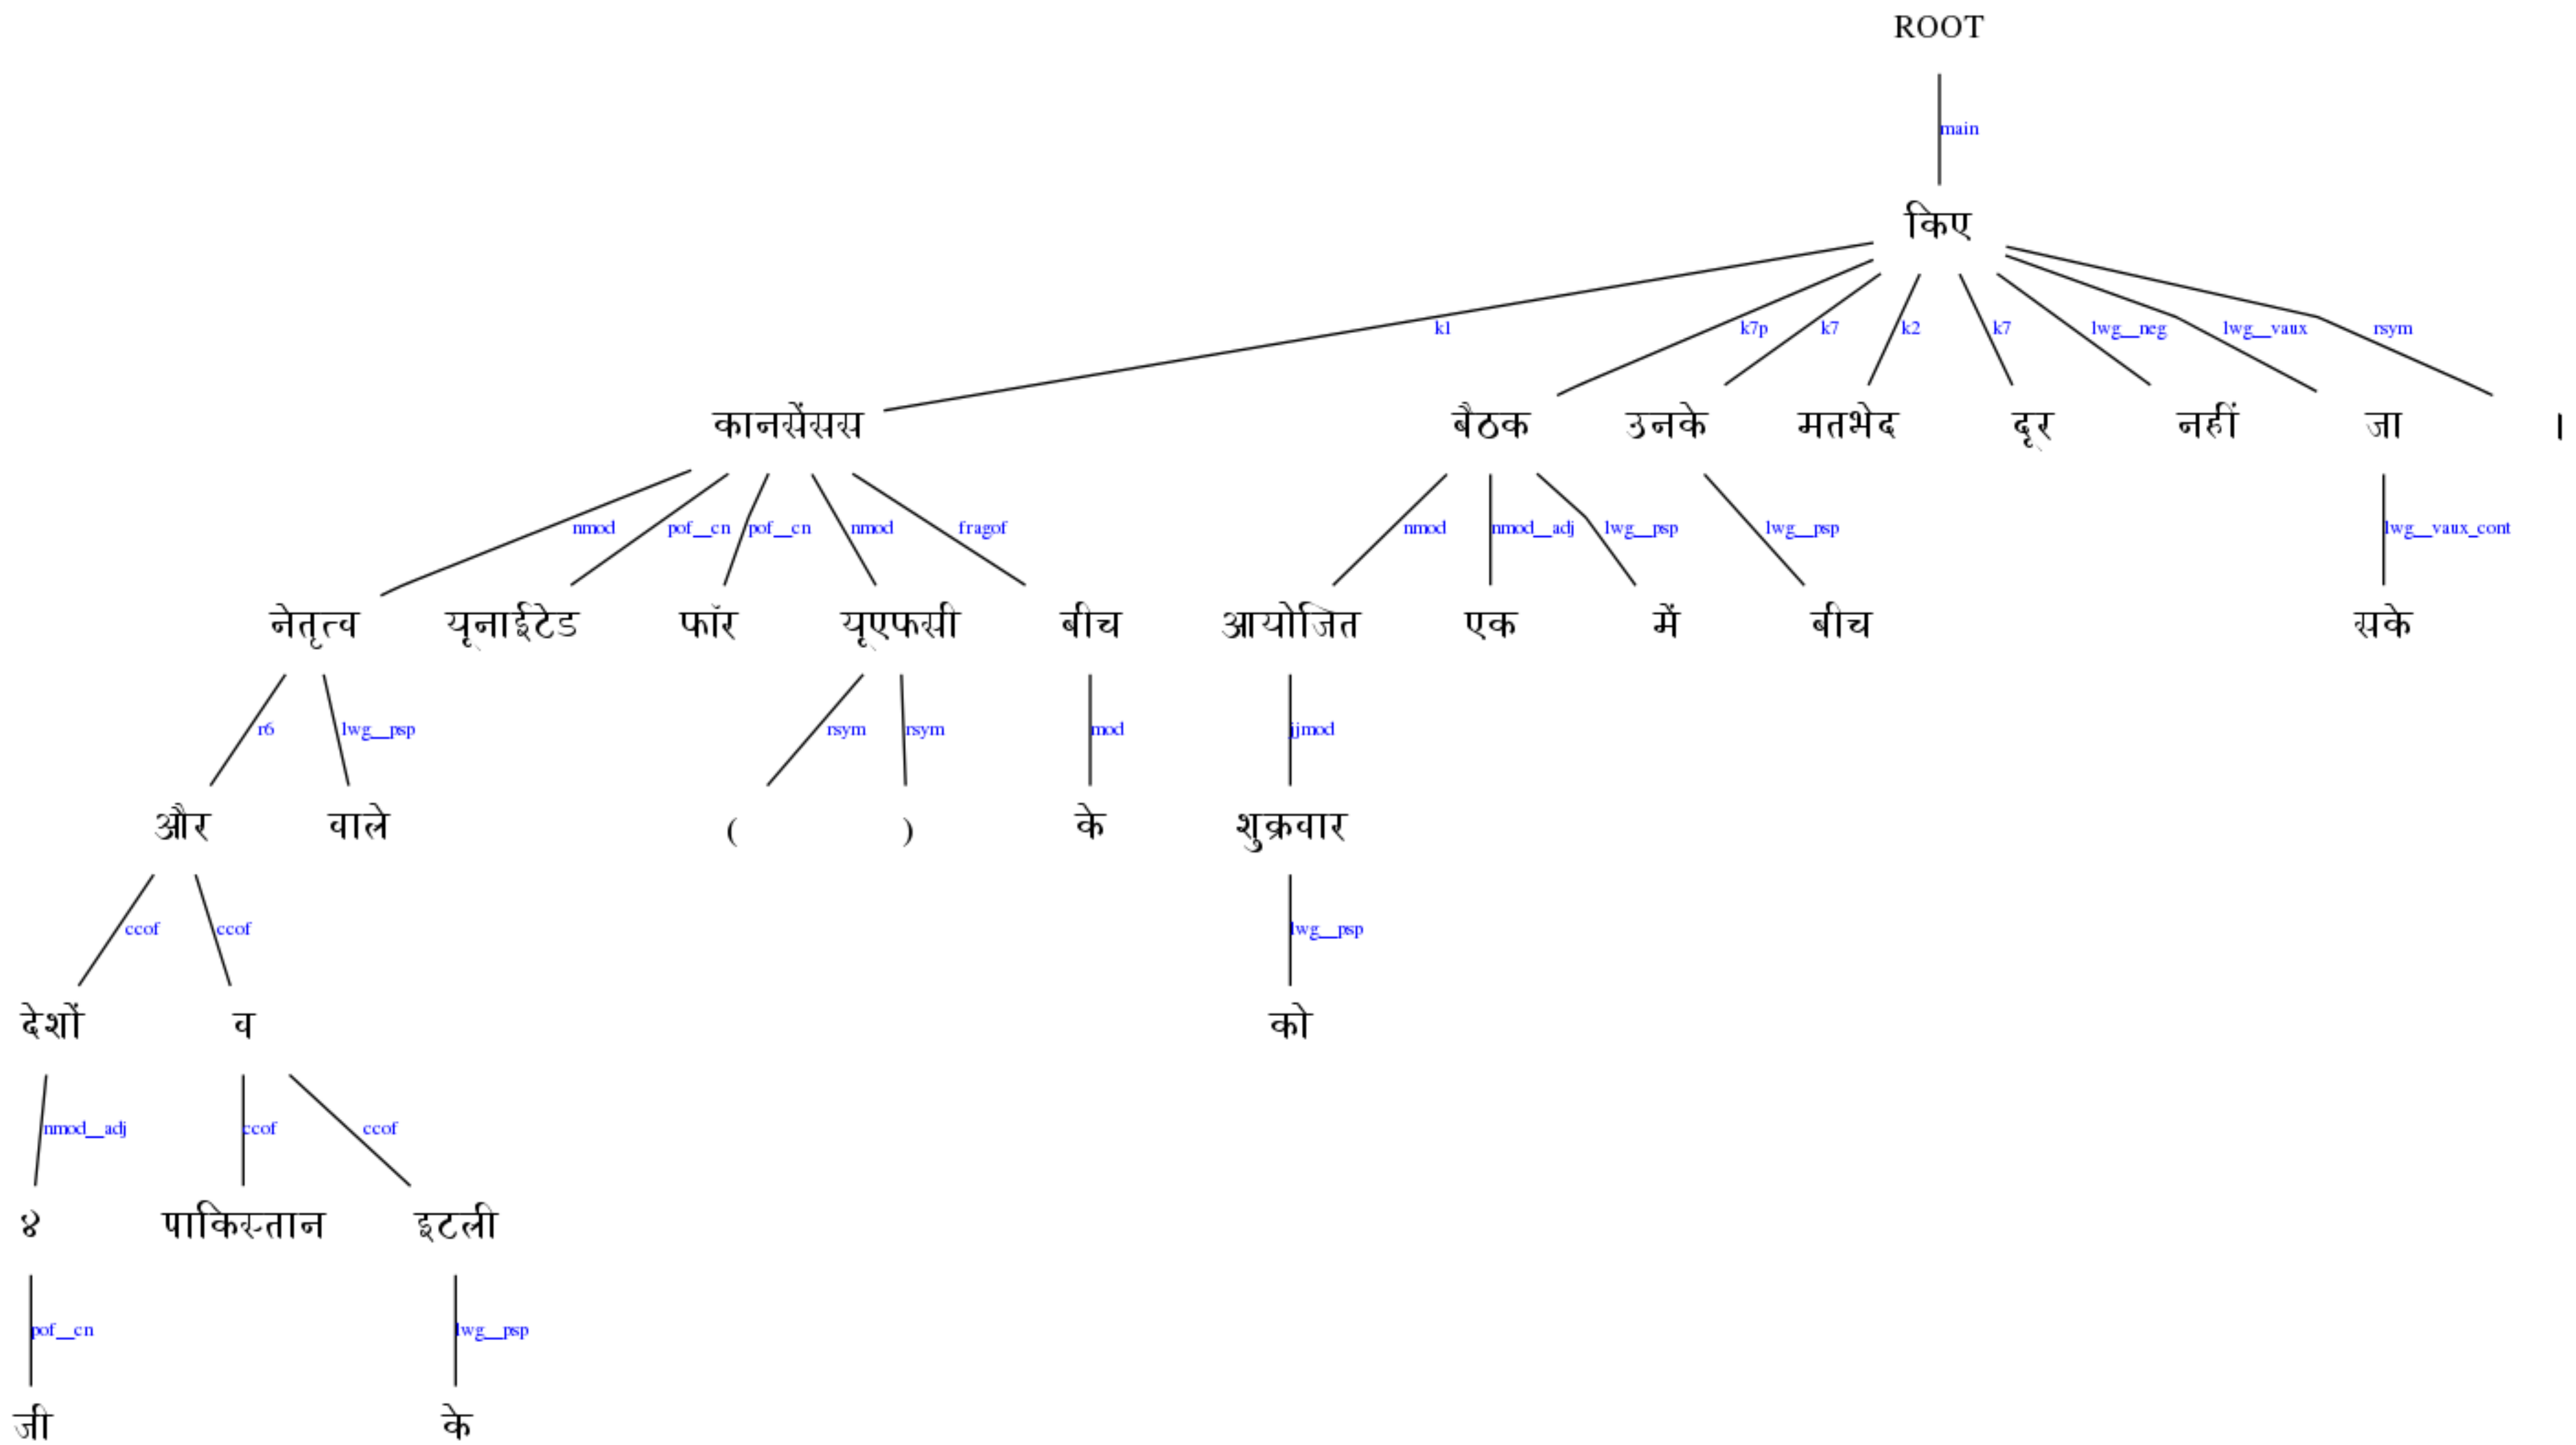 ROOT
main
किए
k1 k7p k7 k2 k7 lwg__neg lwg__vaux rsym
कानसेंसस बैठक उनके मतभेद दूर नहीं जा ।
nmod pof__cn pof__cn nmod fragof nmod nmod__adj lwg__psp lwg__psp lwg__vaux_cont
नेतृत्व यूनाईटेड फॉर यूएफसी बीच आयोजित एक में बीच सके
r6 lwg__psp rsym rsym mod jjmod
और वाले ( ) के शुक्रवार
ccof ccof lwg__psp
देशों व को
nmod__adj ccof ccof
४ पाकिस्तान इटली
pof__cn lwg__psp
जी के